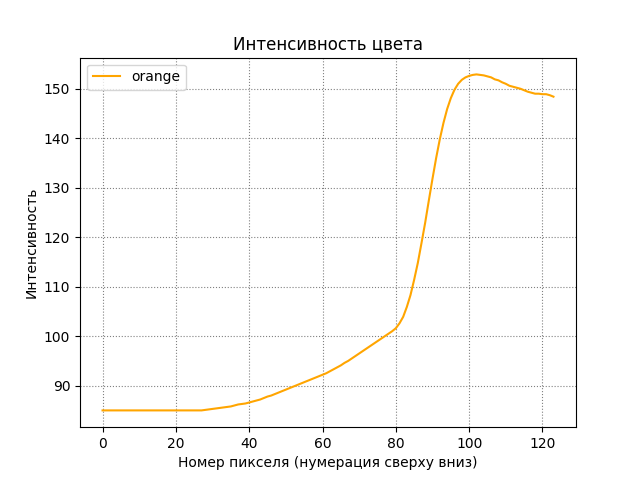 Интенсивность цвета
orange
Интенсивность
150
140
130
120
110
100
90
0 20 40 60 80 100 120
Номер пикселя (нумерация сверху вниз)